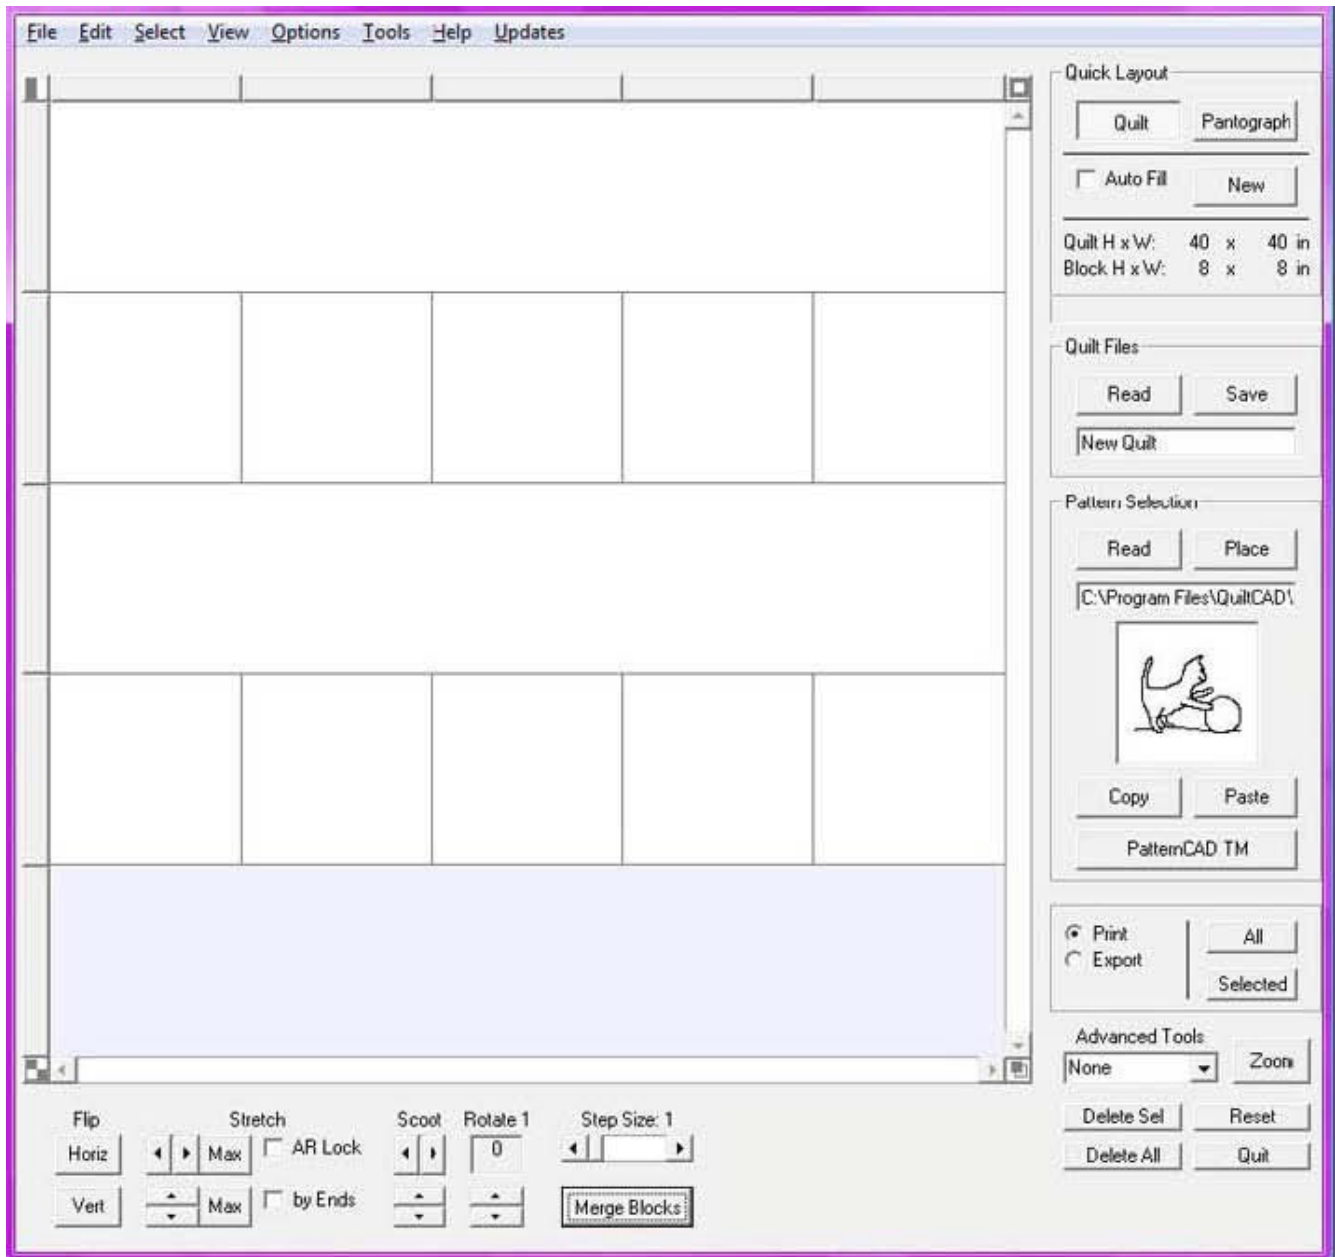 File Edit Select View Options Tools Help Updates
Quick Layout
Quilt Pantograph
Auto Fill New
Quilt H x W: 40 x 40 in
Block H x W: 8 x 8 in
Quilt Files
Read Save
New Quilt
Pattern Selection
Read Place
C:\Program Files\QuiltCAD\
Copy Paste
PatternCAD TM
Print All
Export
Selected
Advanced Tools
None Zoom
Delete Sel Reset
Delete All Quit
Flip Stretch Scoot Rotate 1 Step Size: 1
Horiz Max AR Lock 0
Vert Max by Ends Merge Blocks